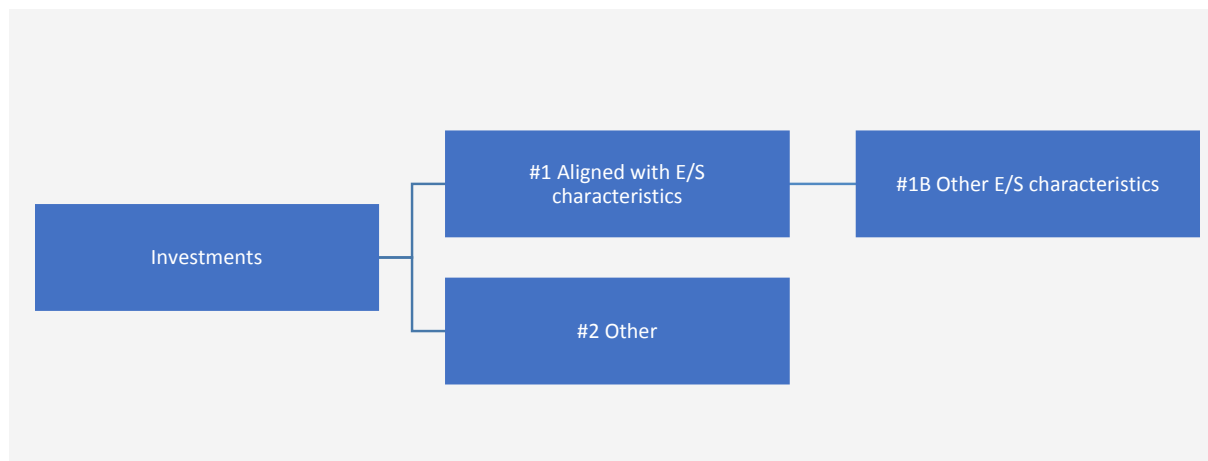 #1 Aligned with E/S
characteristics
#1B Other E/S characteristics
Investments
#2 Other